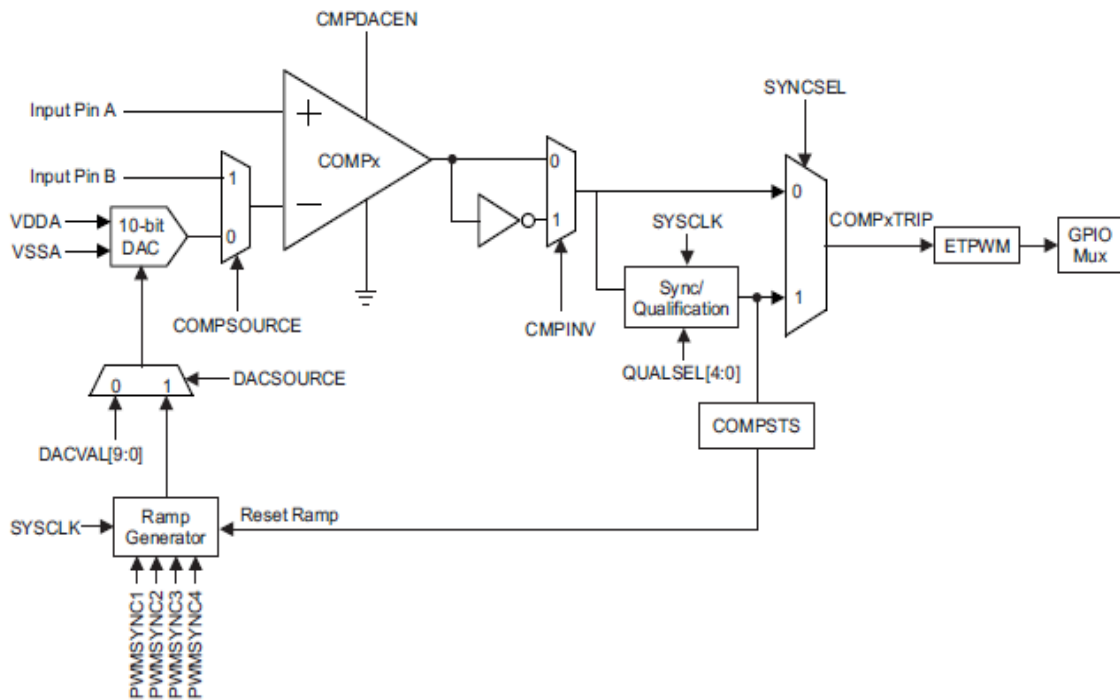 CMPDACEN
SYNCSEL
Input Pin A
+
COMPx
Input Pin B
1
0
−
0
1
0
1
VDDA
VSSA
10-bit
DAC
SYSCLK
COMPxTRIP
ETPWM
GPIO
Mux
Sync/
Qualification
COMPSOURCE
CMPINV
QUALSEL[4:0]
0
1
DACSOURCE
COMPSTS
DACVAL[9:0]
SYSCLK
Ramp
Generator
Reset Ramp
PWMSYNC1
PWMSYNC2
PWMSYNC3
PWMSYNC4